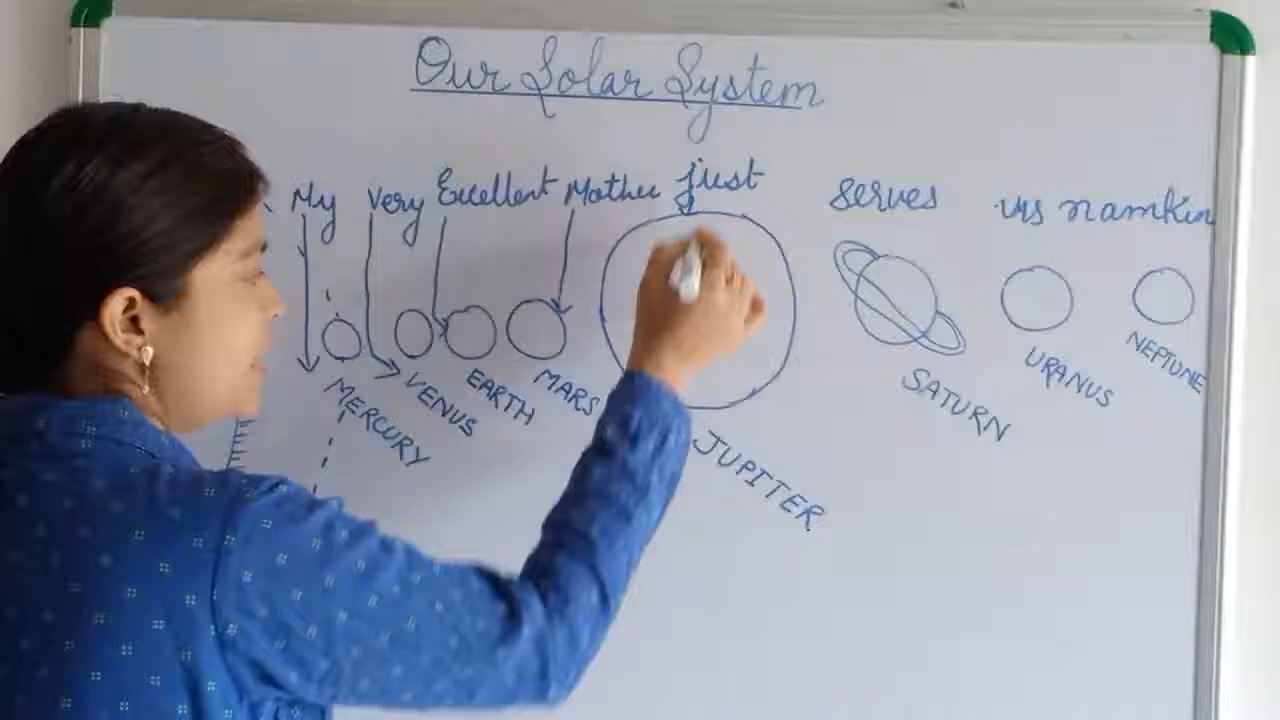 Our Solar System
My Very Excellent Mother just serves us namkin
MERCURY VENUS EARTH MARS JUPITER SATURN URANUS NEPTUNE